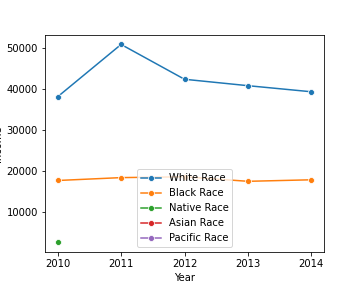 50000
40000
30000
20000
10000
White Race
Black Race
Native Race
Asian Race
Pacific Race
2010 2011 2012 2013 2014
Year